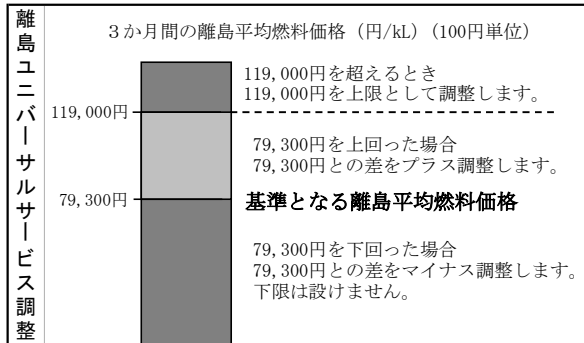 離島ユニバーサルサービス調整
３か月間の離島平均燃料価格（円/kL）（100円単位）
119,000円を超えるとき
119,000円を上限として調整します。
119,000円
79,300円を上回った場合
79,300円との差をプラス調整します。
79,300円
基準となる離島平均燃料価格
79,300円を下回った場合
79,300円との差をマイナス調整します。
下限は設けません。